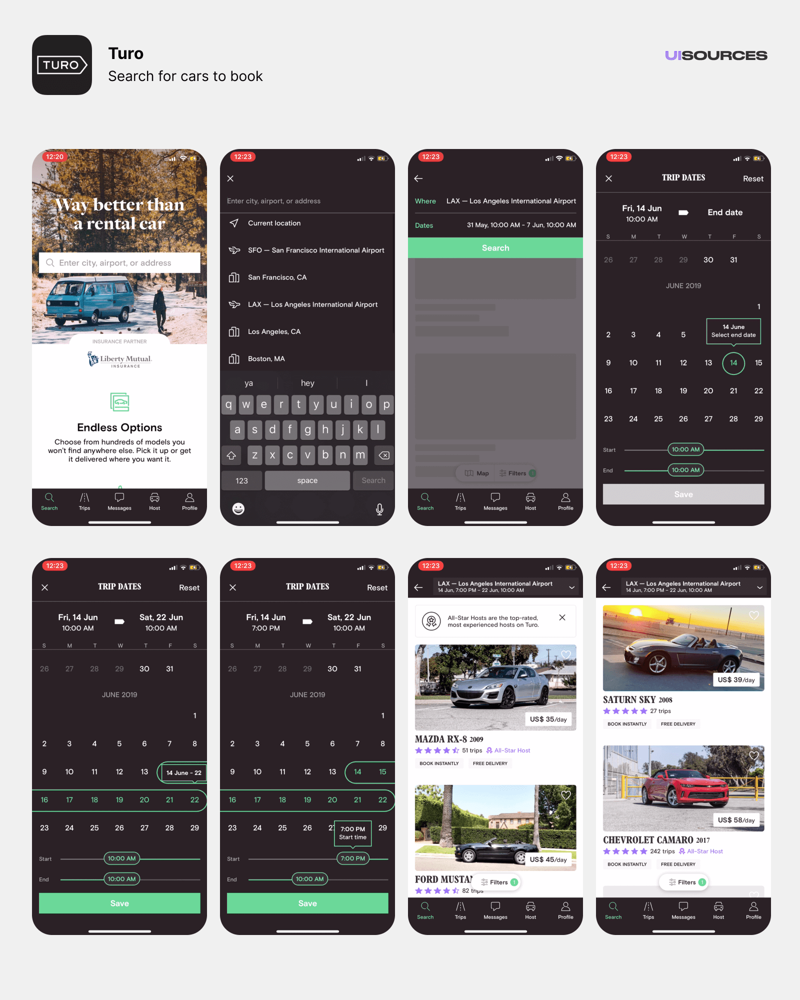 TURO
Turo
Search for cars to book
UISOURCES
12:20
Way better than
a rental car
Enter city, airport, or address
INSURANCE PARTNER
Liberty Mutual.
INSURANCE
Endless Options
Choose from hundreds of models you
won't find anywhere else. Pick it up or get
it delivered where you want it.
Search Trips Messages Host Profile
12:23
Enter city, airport, or address
Current location
SFO — San Francisco International Airport
San Francisco, CA
LAX — Los Angeles International Airport
Los Angeles, CA
Boston, MA
ya hey I
q w e r t y u i o p
a s d f g h j k l
z x c v b n m
123 space Search
12:23
Where LAX — Los Angeles International Airport
Dates 31 May, 10:00 AM - 7 Jun, 10:00 AM
Search
Map Filters 1
Search Trips Messages Host Profile
12:23
TRIP DATES Reset
Fri, 14 Jun End date
10:00 AM
S M T W T F S
26 27 28 29 30 31
JUNE 2019
1
14 June
Select end date
2 3 4 5
9 10 11 12 13 14 15
16 17 18 19 20 21 22
23 24 25 26 27 28 29
Start 10:00 AM
End 10:00 AM
Save
12:23
TRIP DATES Reset
Fri, 14 Jun Sat, 22 Jun
10:00 AM 10:00 AM
S M T W T F S
26 27 28 29 30 31
JUNE 2019
1
2 3 4 5 6 7 8
9 10 11 12 13 14 June - 22
16 17 18 19 20 21 22
23 24 25 26 27 28 29
Start 10:00 AM
End 10:00 AM
Save
12:23
TRIP DATES Reset
Fri, 14 Jun Sat, 22 Jun
7:00 PM 10:00 AM
S M T W T F S
26 27 28 29 30 31
JUNE 2019
1
2 3 4 5 6 7 8
9 10 11 12 13 14 15
16 17 18 19 20 21 22
23 24 25 26 27 29
7:00 PM
Start time
Start 7:00 PM
End 10:00 AM
Save
12:23
LAX — Los Angeles International Airport
14 Jun, 7:00 PM – 22 Jun, 10:00 AM
All-Star Hosts are the top-rated,
most experienced hosts on Turo.
US$ 35/day
MAZDA RX-8 2009
51 trips All-Star Host
BOOK INSTANTLY FREE DELIVERY
US$ 45/day
FORD MUSTAN
Filters 1
82 trips
Search Trips Messages Host Profile
12:23
LAX — Los Angeles International Airport
14 Jun, 7:00 PM – 22 Jun, 10:00 AM
US$ 39/day
SATURN SKY 2008
27 trips
BOOK INSTANTLY FREE DELIVERY
US$ 58/day
CHEVROLET CAMARO 2017
242 trips All-Star Host
BOOK INSTANTLY FREE DELIVERY
Filters 1
Search Trips Messages Host Profile